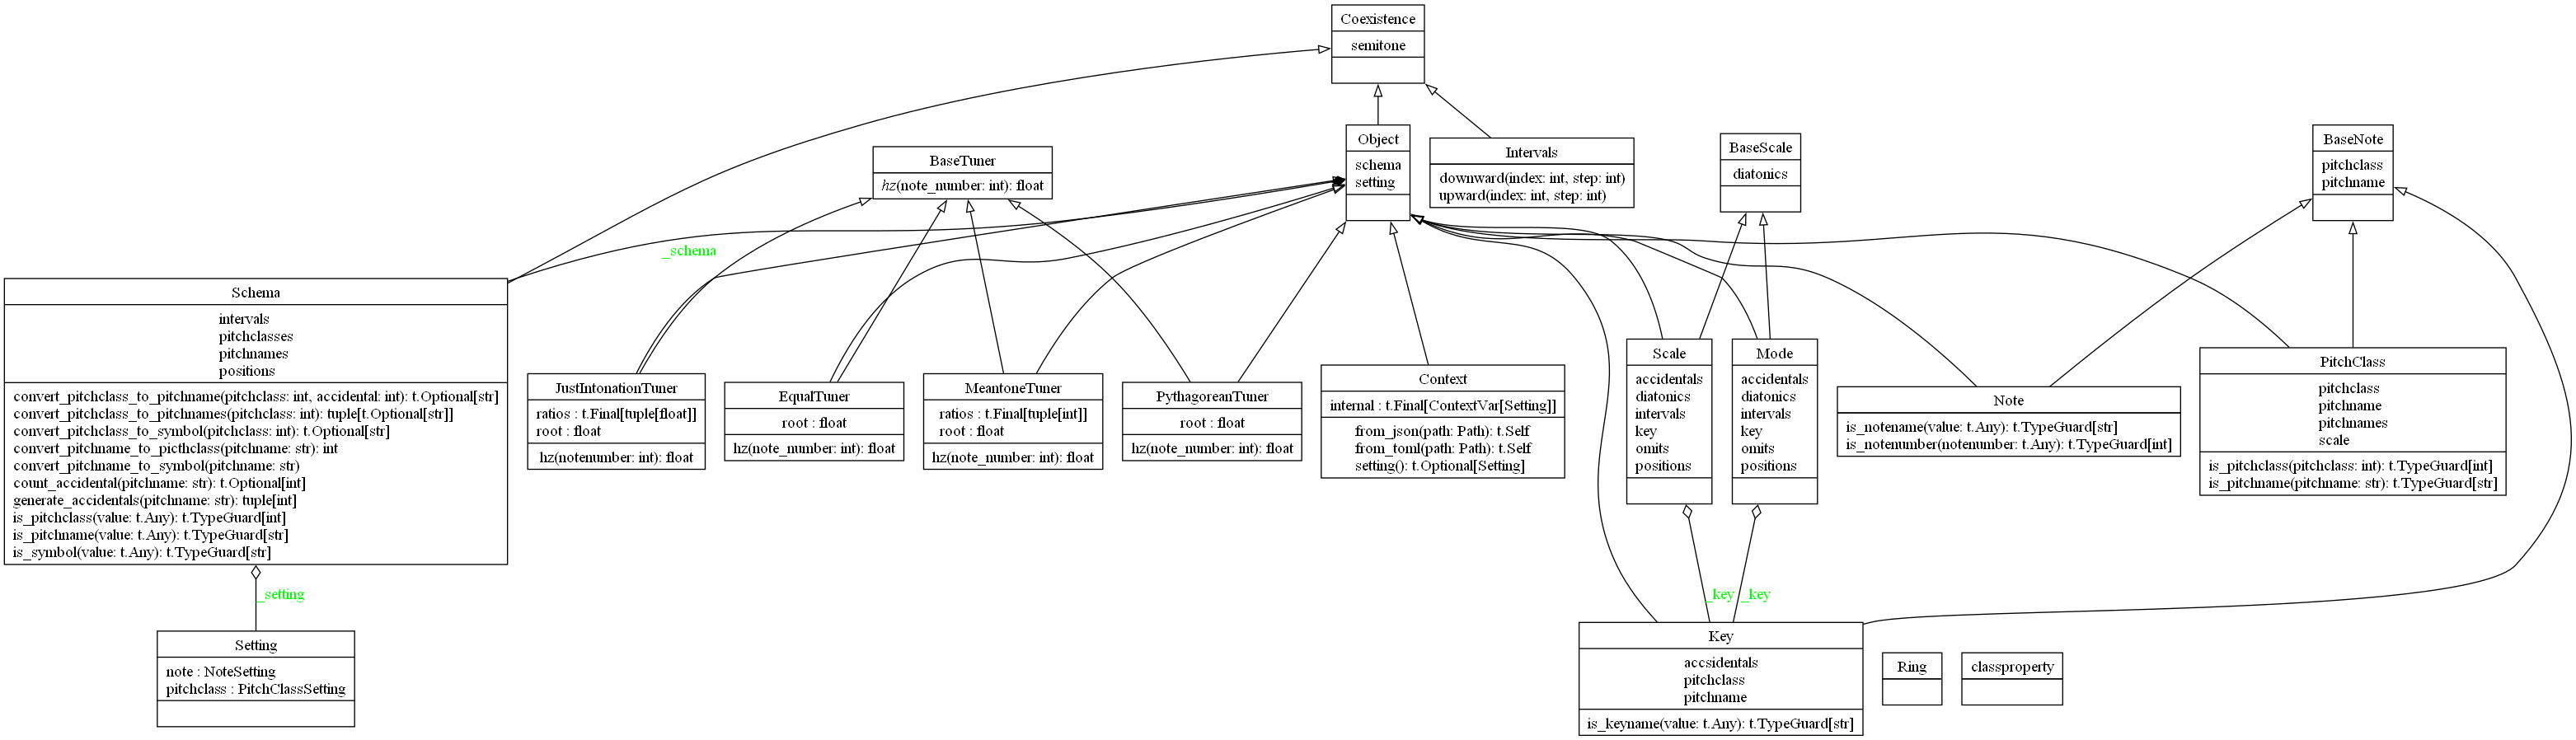 Coexistence
semitone
Object
schema
setting
Intervals
downward(index: int, step: int)
upward(index: int, step: int)
BaseScale
diatonics
BaseNote
pitchclass
pitchname
BaseTuner
hz(note_number: int): float
_schema
Schema
intervals
pitchclasses
pitchnames
positions
convert_pitchclass_to_pitchname(pitchclass: int, accidental: int): t.Optional[str]
convert_pitchclass_to_pitchnames(pitchclass: int): tuple[t.Optional[str]]
convert_pitchclass_to_symbol(pitchclass: int): t.Optional[str]
convert_pitchname_to_picthclass(pitchname: str): int
convert_pitchname_to_symbol(pitchname: str)
count_accidental(pitchname: str): t.Optional[int]
generate_accidentals(pitchname: str): tuple[int]
is_pitchclass(value: t.Any): t.TypeGuard[int]
is_pitchname(value: t.Any): t.TypeGuard[str]
is_symbol(value: t.Any): t.TypeGuard[str]
JustIntonationTuner
ratios : t.Final[tuple[float]]
root : float
hz(notenumber: int): float
EqualTuner
root : float
hz(note_number: int): float
MeantoneTuner
ratios : t.Final[tuple[int]]
root : float
hz(note_number: int): float
PythagoreanTuner
root : float
hz(note_number: int): float
Context
internal : t.Final[ContextVar[Setting]]
from_json(path: Path): t.Self
from_toml(path: Path): t.Self
setting(): t.Optional[Setting]
Scale
accidentals
diatonics
intervals
key
omits
positions
Mode
accidentals
diatonics
intervals
key
omits
positions
Note
is_notename(value: t.Any): t.TypeGuard[str]
is_notenumber(notenumber: t.Any): t.TypeGuard[int]
PitchClass
pitchclass
pitchname
pitchnames
scale
is_pitchclass(pitchclass: int): t.TypeGuard[int]
is_pitchname(pitchname: str): t.TypeGuard[str]
_setting
_key
_key
Setting
note : NoteSetting
pitchclass : PitchClassSetting
Key
accsidentals
pitchclass
pitchname
is_keyname(value: t.Any): t.TypeGuard[str]
Ring
classproperty